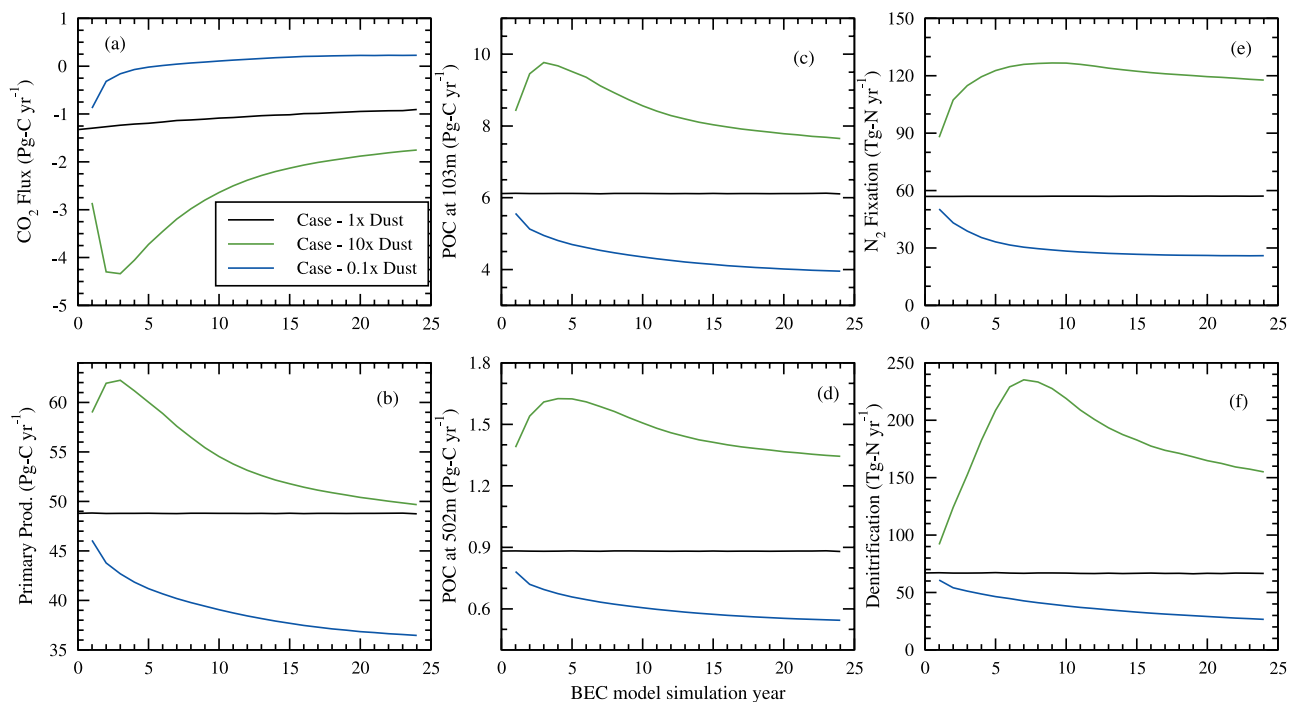 (a)
CO2 Flux (Pg-C yr-1)
1
0
-1
-2
-3
-4
-5
0 5 10 15 20 25
Case - 1x Dust
Case - 10x Dust
Case - 0.1x Dust
(c)
POC at 103m (Pg-C yr-1)
10
8
6
4
0 5 10 15 20 25
(e)
N2 Fixation (Tg-N yr-1)
150
120
90
60
30
0
0 5 10 15 20 25
(b)
Primary Prod. (Pg-C yr-1)
60
55
50
45
40
35
0 5 10 15 20 25
(d)
POC at 502m (Pg-C yr-1)
1.8
1.5
1.2
0.9
0.6
0 5 10 15 20 25
BEC model simulation year
(f)
Denitrification (Tg-N yr-1)
250
200
150
100
50
0
0 5 10 15 20 25